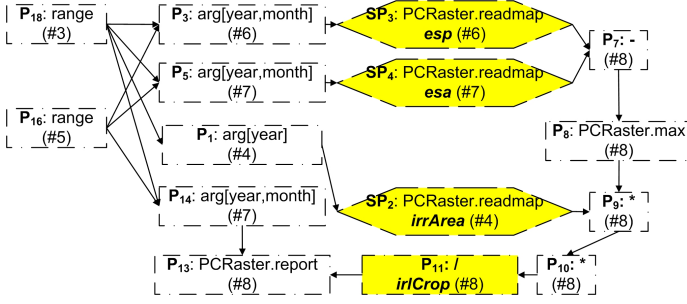 P18: range
(#3)
P3: arg[year,month]
(#6)
SP3: PCRaster.readmap
esp (#6)
P7: -
(#8)
P5: arg[year,month]
(#7)
SP4: PCRaster.readmap
esa (#7)
P16: range
(#5)
P1: arg[year]
(#4)
P8: PCRaster.max
(#8)
P14: arg[year,month]
(#7)
SP2: PCRaster.readmap
irrArea (#4)
P9: *
(#8)
P13: PCRaster.report
(#8)
P11: /
irlCrop (#8)
P10: *
(#8)